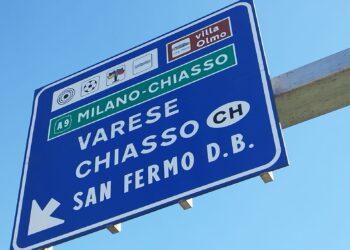 villa
Olmo
A9 MILANO-CHIASSO
VARESE
CHIASSO CH
SAN FERMO D.B.